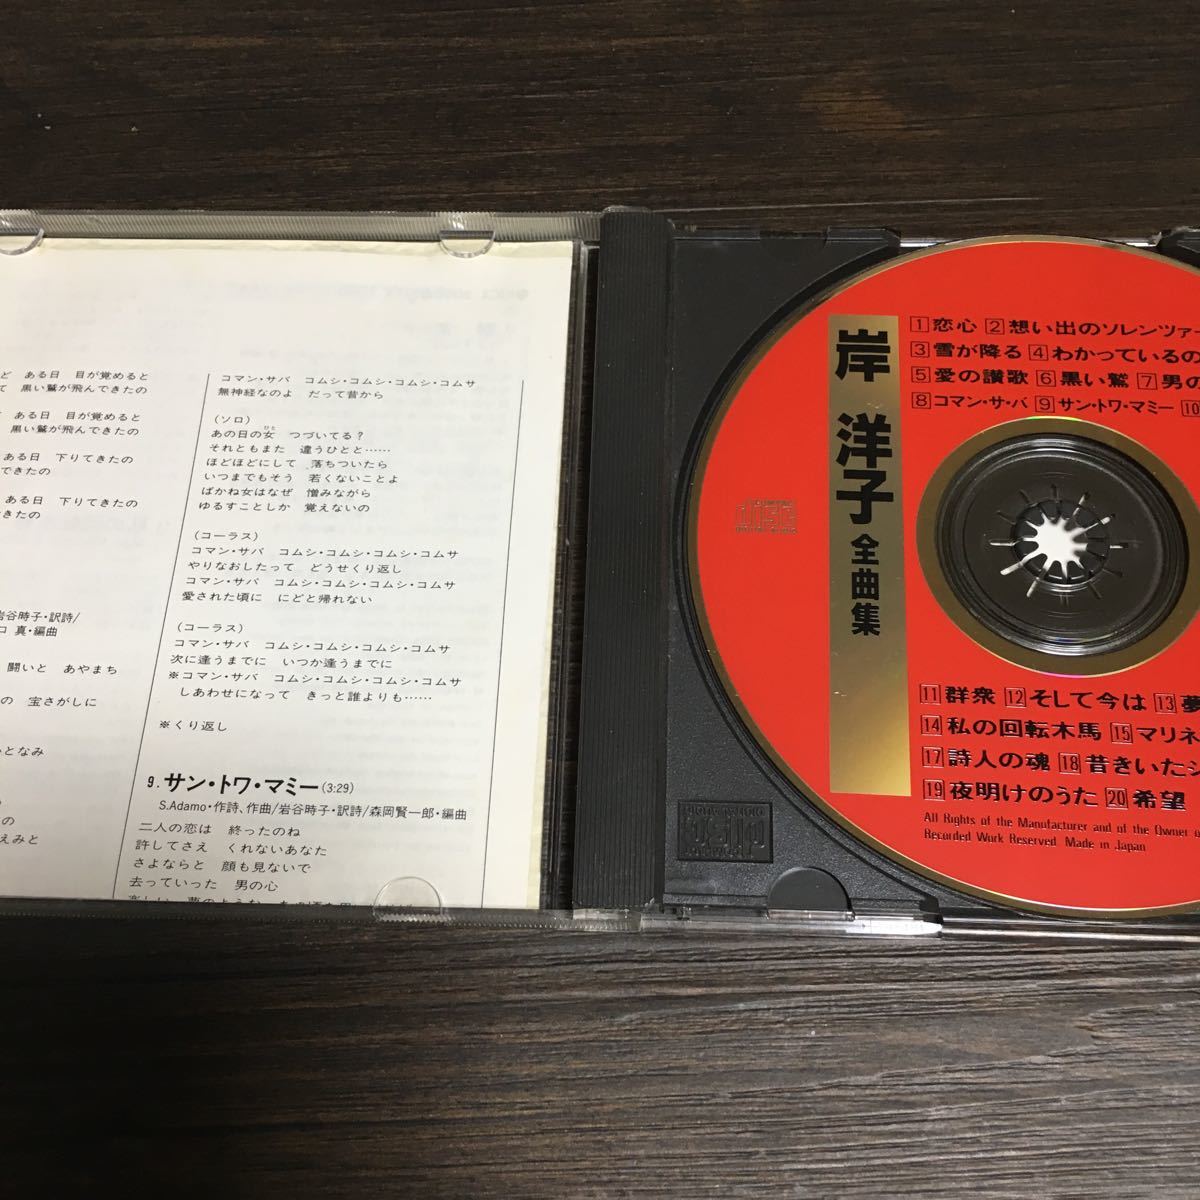 ど ある日 目が覚めると
て 黒い鷲が飛んできたの
ある日 目が覚めると
黒い鷲が飛んできたの
ある日 下りてきたの
できたの
ある日 下りてきたの
きたの
岩谷時子・訳詩/
口 真・編曲
闘いと あやまち
の 宝さがしに
いとなみ
の
えみと
コマン・サバ コムシ・コムシ・コムシ・コムサ
無神経なのよ だって昔から
(ソロ)
あの日の女 つづいてる?
それともまた 違うひとと……
ほどほどにして 落ちついたら
いつまでもそう 若くないことよ
ばかね女はなぜ 憎みながら
ゆるすことしか 覚えないの
(コーラス)
コマン・サバ コムシ・コムシ・コムシ・コムサ
やりなおしたって どうせくり返し
コマン・サバ コムシ・コムシ・コムシ・コムサ
愛された頃に にどと帰れない
(コーラス)
コマン・サバ コムシ・コムシ・コムシ・コムサ
次に逢うまでに いつか逢うまでに
※コマン・サバ コムシ・コムシ・コムシ・コムサ
しあわせになって きっと誰よりも……
※くり返し
9. サン・トワ・マミー(3:29)
S.Adamo・作詩、作曲/岩谷時子・訳詩/森岡賢一郎・編曲
二人の恋は 終ったのね
許してさえ くれないあなた
さよならと 顔も見ないで
去っていった 男の心
岸 洋子 全曲集
1 恋心 2 想い出のソレンツァー
3 雪が降る 4 わかっているの
5 愛の讃歌 6 黒い鷲 7 男の
8 コマン・サ・バ 9 サン・トワ・マミー 10
11 群衆 12 そして今は 13 夢
14 私の回転木馬 15 マリネ
17 詩人の魂 18 昔きいたシ
19 夜明けのうた 20 希望
All Rights of the Manufacturer and of the Owner o
Recorded Work Reserved. Made in Japan